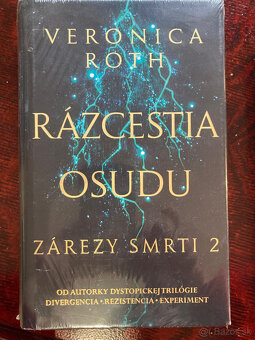 VERONICA
ROTH
RÁZCESTIA
OSUDU
ZÁREZY SMRTI 2
OD AUTORKY DYSTOPICKEJ TRILÓGIE
DIVERGENCIA • REZISTENCIA • EXPERIMENT